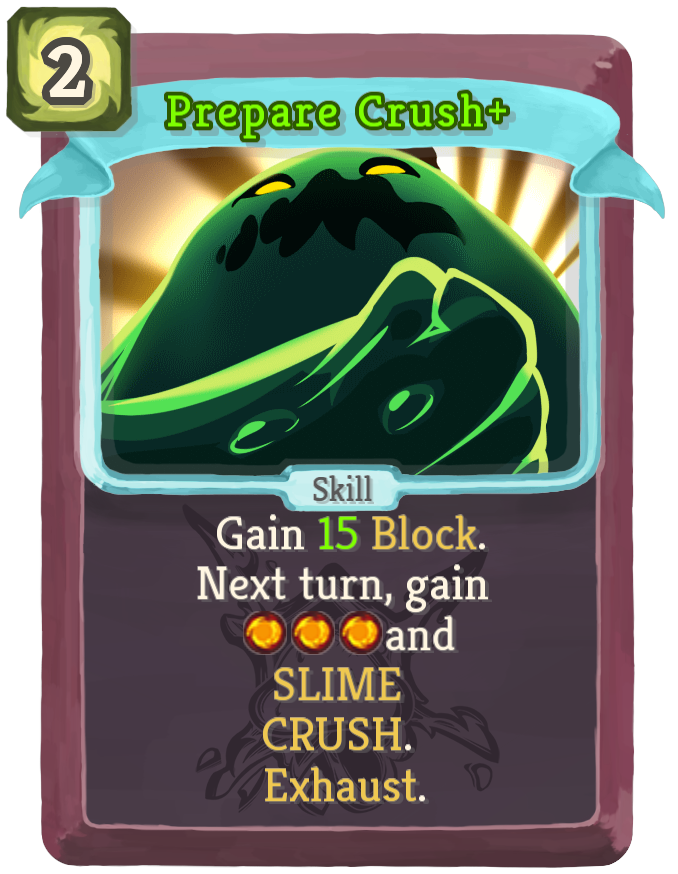 2
Prepare Crush+
Skill
Gain 15 Block.
Next turn, gain
and
SLIME
CRUSH.
Exhaust.